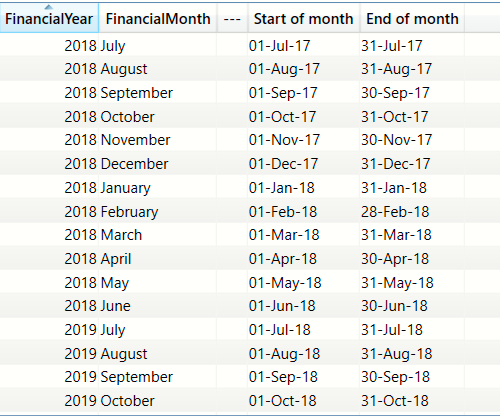 FinancialYear FinancialMonth --- Start of month End of month
2018 July 01-Jul-17 31-Jul-17
2018 August 01-Aug-17 31-Aug-17
2018 September 01-Sep-17 30-Sep-17
2018 October 01-Oct-17 31-Oct-17
2018 November 01-Nov-17 30-Nov-17
2018 December 01-Dec-17 31-Dec-17
2018 January 01-Jan-18 31-Jan-18
2018 February 01-Feb-18 28-Feb-18
2018 March 01-Mar-18 31-Mar-18
2018 April 01-Apr-18 30-Apr-18
2018 May 01-May-18 31-May-18
2018 June 01-Jun-18 30-Jun-18
2019 July 01-Jul-18 31-Jul-18
2019 August 01-Aug-18 31-Aug-18
2019 September 01-Sep-18 30-Sep-18
2019 October 01-Oct-18 31-Oct-18